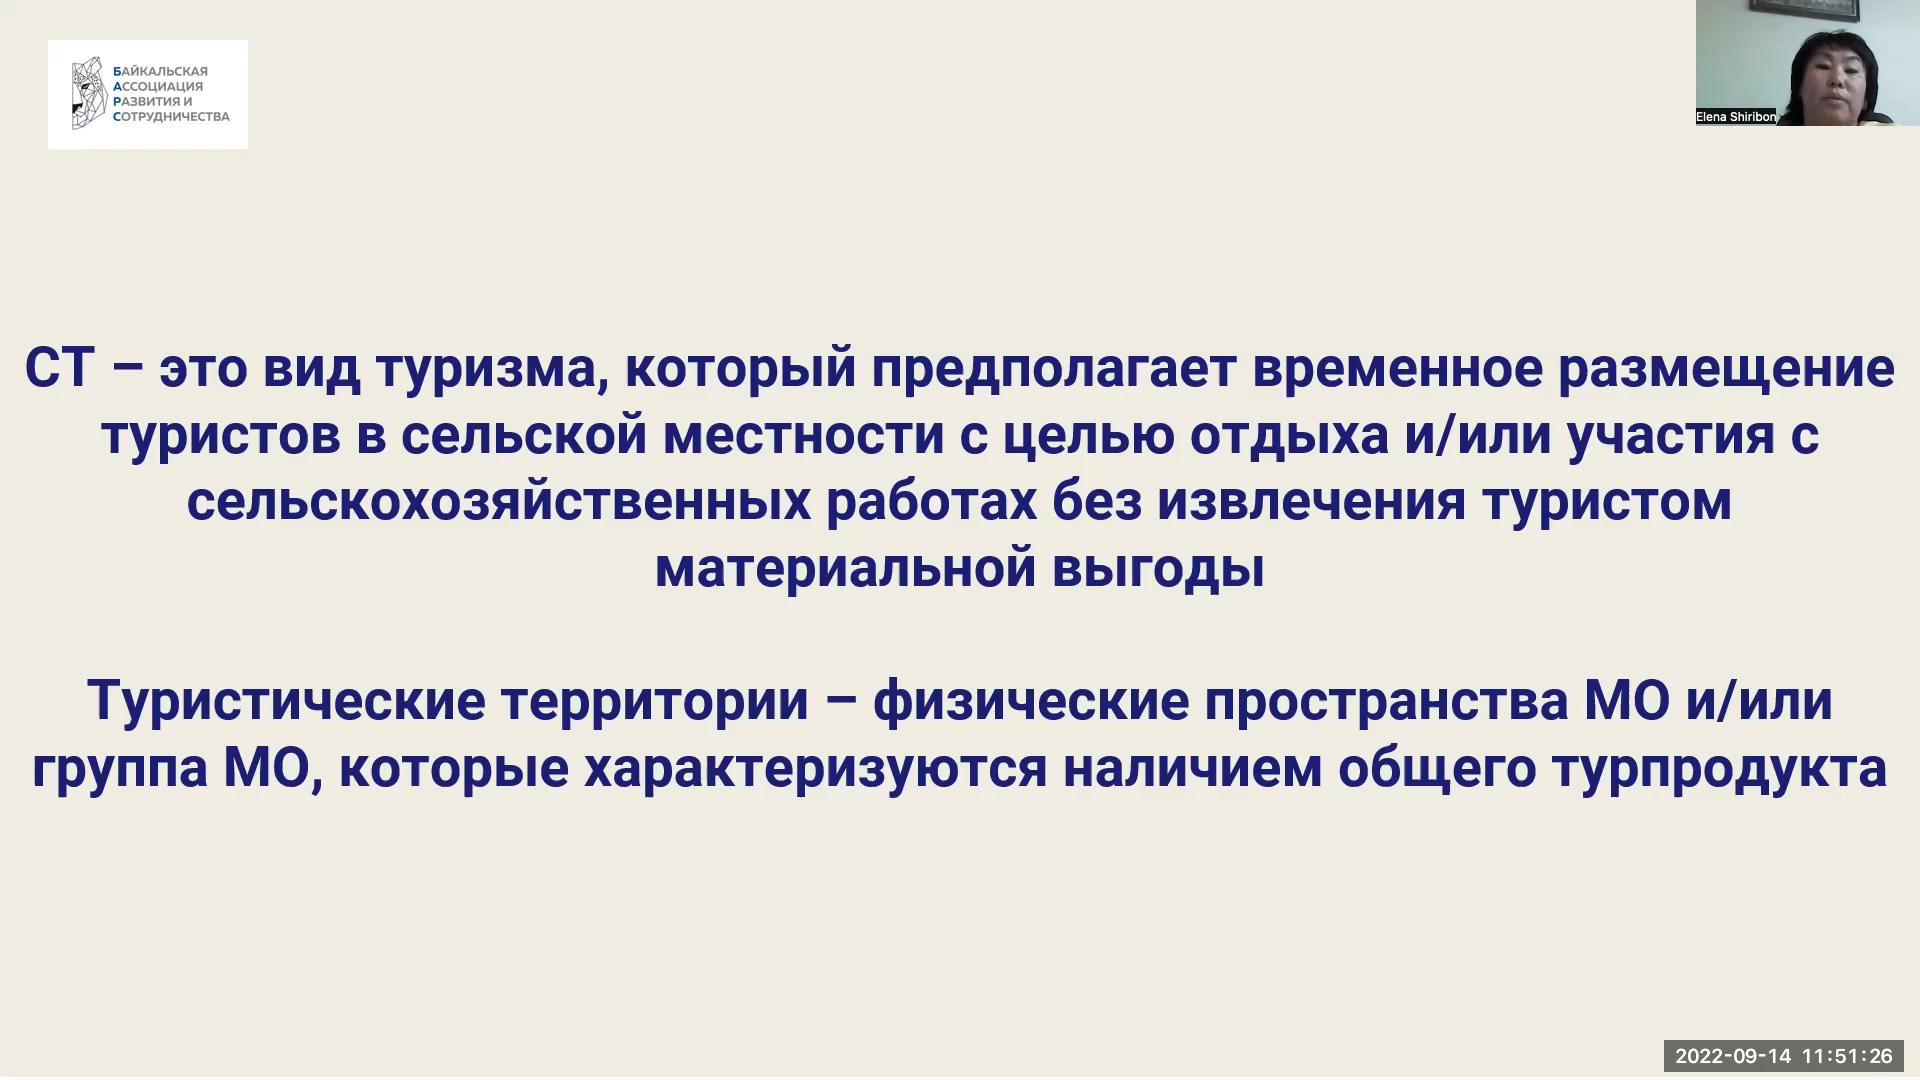 БАЙКАЛЬСКАЯ
АССОЦИАЦИЯ
РАЗВИТИЯ И
СОТРУДНИЧЕСТВА
Elena Shiribon
СТ – это вид туризма, который предполагает временное размещение
туристов в сельской местности с целью отдыха и/или участия с
сельскохозяйственных работах без извлечения туристом
материальной выгоды
Туристические территории – физические пространства МО и/или
группа МО, которые характеризуются наличием общего турпродукта
2022-09-14 11:51:26